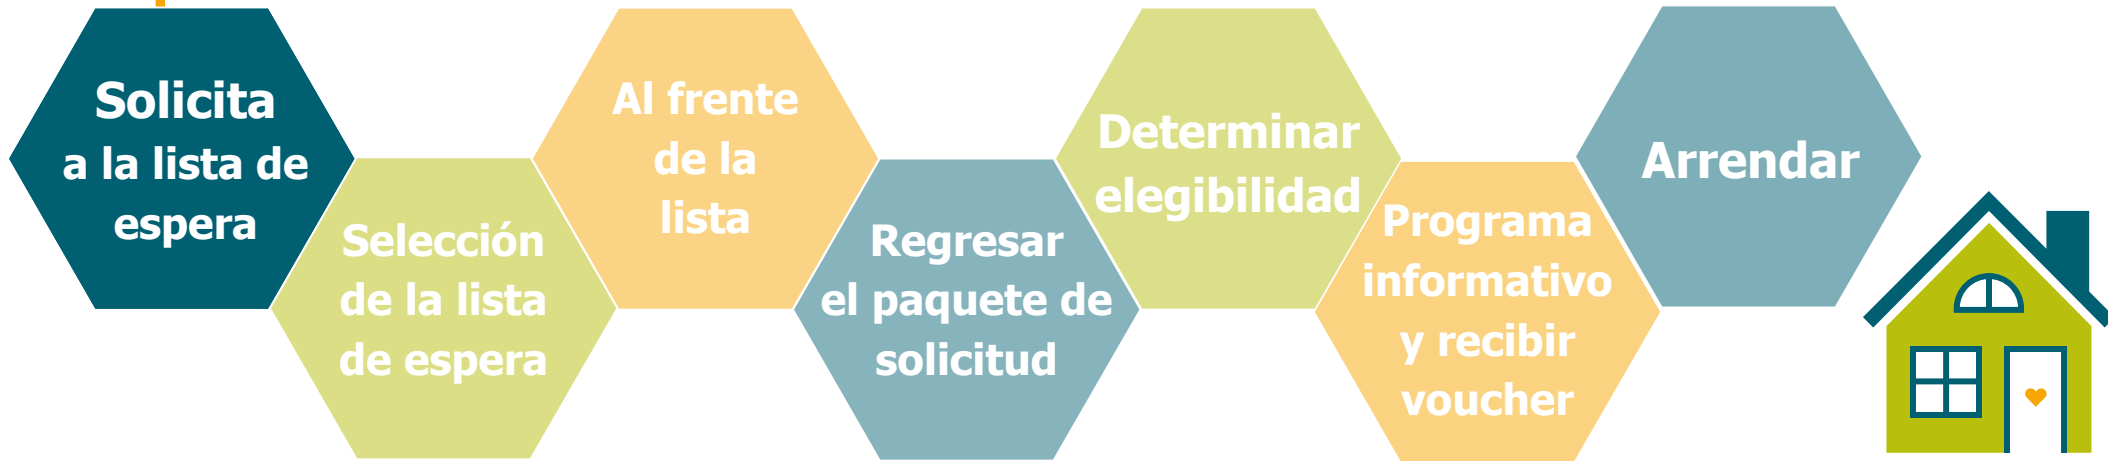 Solicita
a la lista de
espera
Selección
de la lista
de espera
Al frente
de la
lista
Regresar
el paquete de
solicitud
Determinar
elegibilidad
Programa
informativo
y recibir
voucher
Arrendar